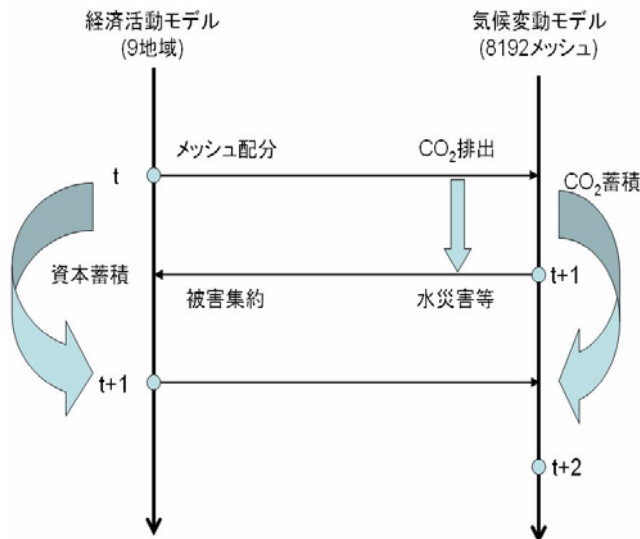 経済活動モデル
(9地域)
気候変動モデル
(8192メッシュ)
メッシュ配分
CO₂排出
t
CO₂蓄積
資本蓄積
t+1
被害集約
水災害等
t+1
t+2